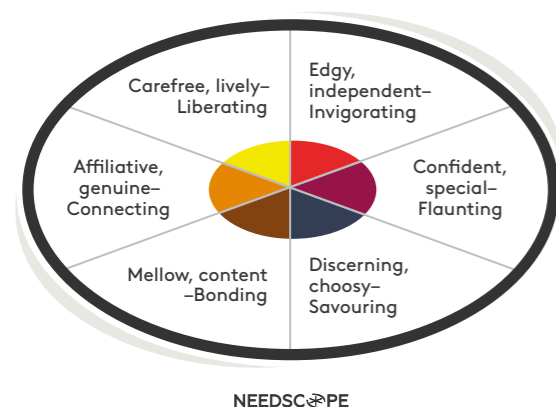 Carefree, lively–
Liberating
Edgy,
independent–
Invigorating
Affiliative,
genuine–
Connecting
Confident,
special–
Flaunting
Mellow, content
–Bonding
Discerning,
choosy–
Savouring
NEEDSCOPE